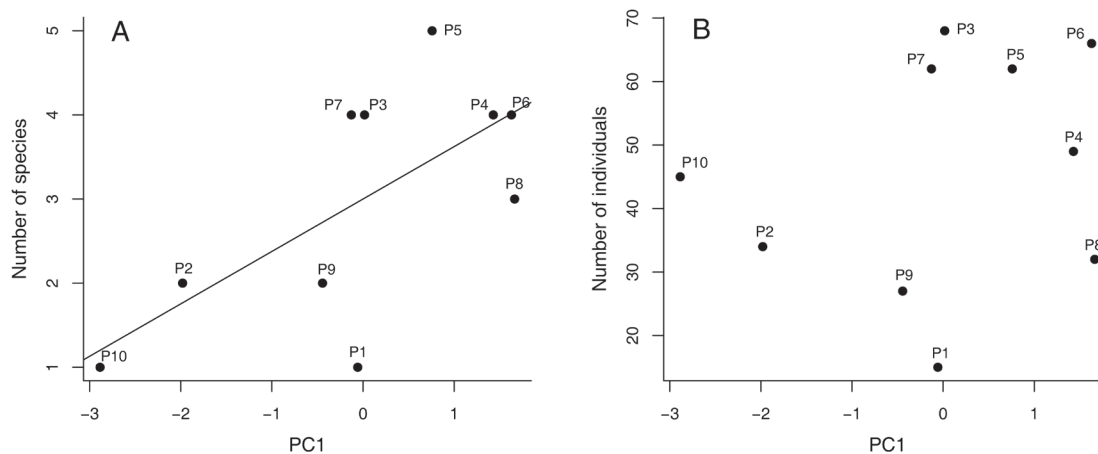 A
B
Number of species
5
4
3
2
1
P5
P7
P3
P4
P6
P8
P2
P9
P10
P1
−3
−2
−1
0
1
PC1
Number of individuals
70
60
50
40
30
20
P3
P6
P7
P5
P4
P10
P2
P8
P9
P1
−3
−2
−1
0
1
PC1